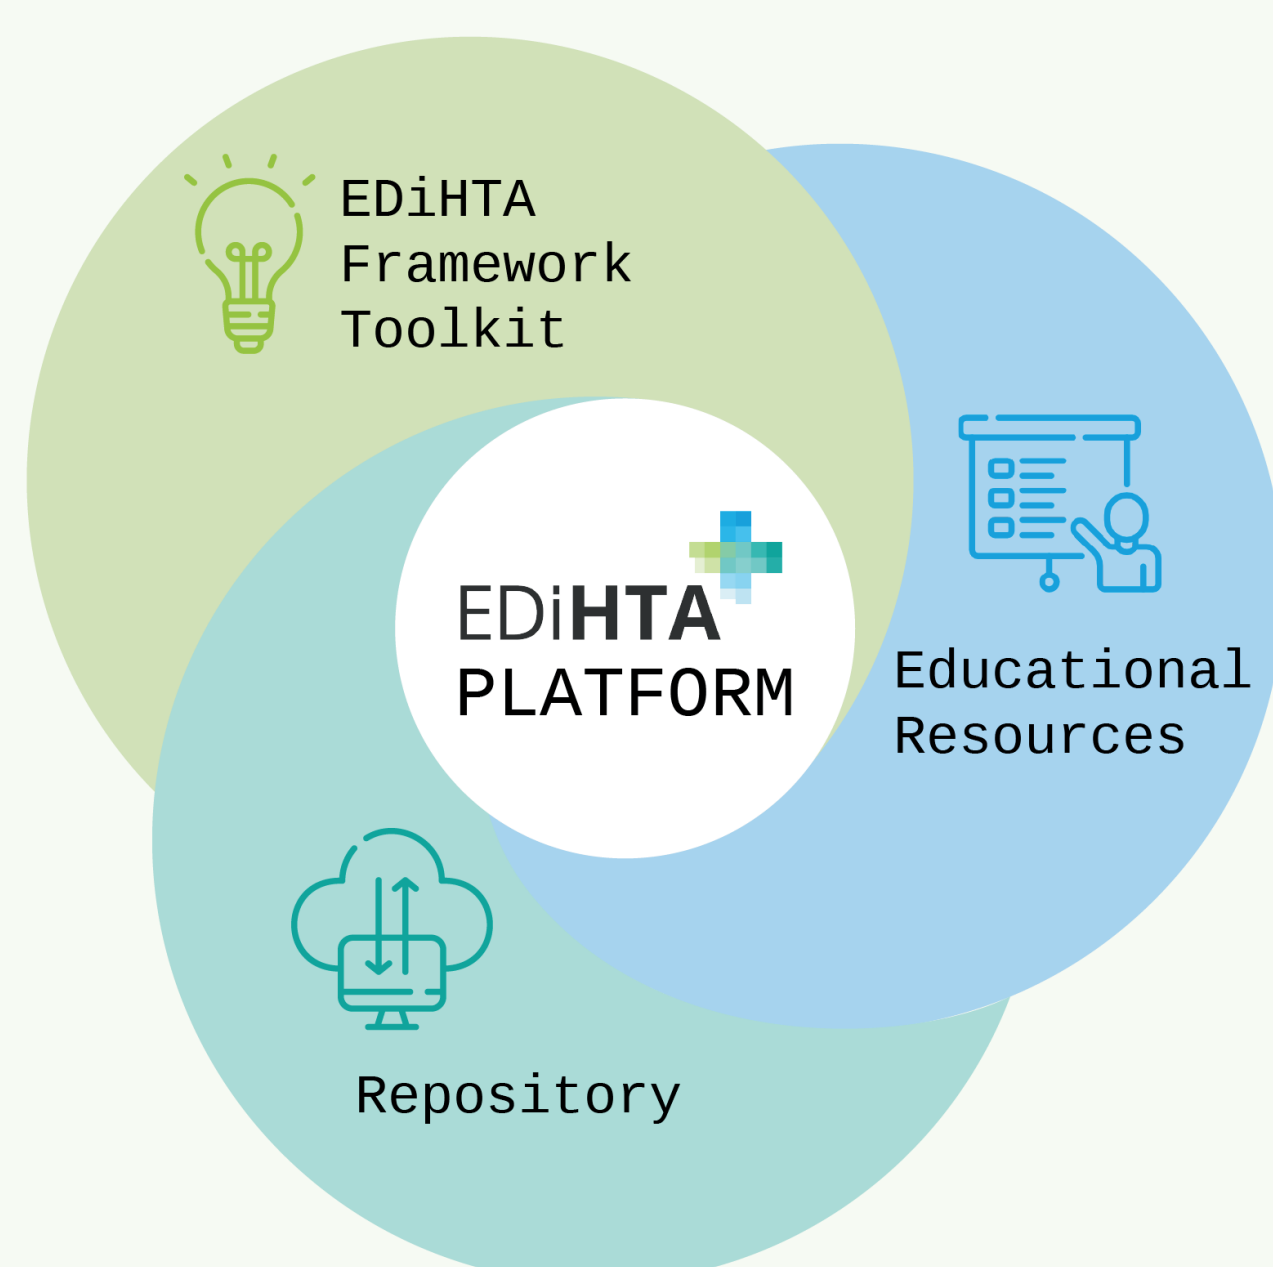 EDiHTA
Framework
Toolkit
EDiHTA
PLATFORM
Educational
Resources
Repository